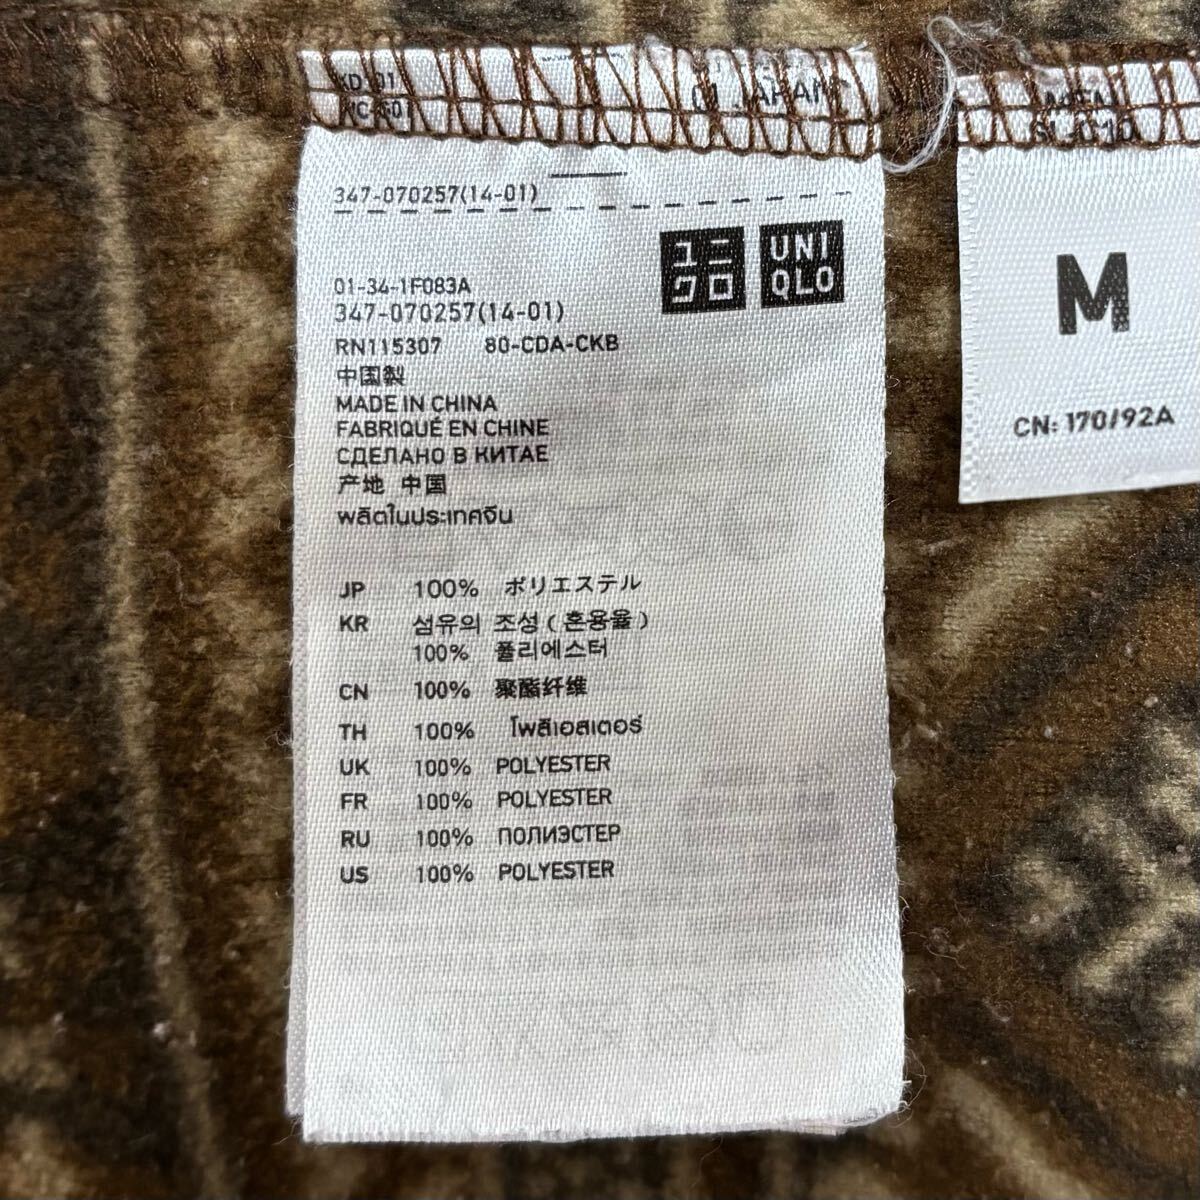 347-070257(14-01)
ユニ
クロ
UNI
QLO
01-34-1F083A
347-070257(14-01)
RN115307 80-CDA-CKB
中国製
MADE IN CHINA
FABRIQUÉ EN CHINE
СДЕЛАНО В КИТАЕ
产地 中国
ผลิตในประเทศจีน
JP 100% ポリエステル
KR 섬유의 조성 ( 혼용율 )
100% 폴리에스터
CN 100% 聚酯纤维
TH 100% โพลีเอสเตอร์
UK 100% POLYESTER
FR 100% POLYESTER
RU 100% ПОЛИЭСТЕР
US 100% POLYESTER
M
CN: 170/92A